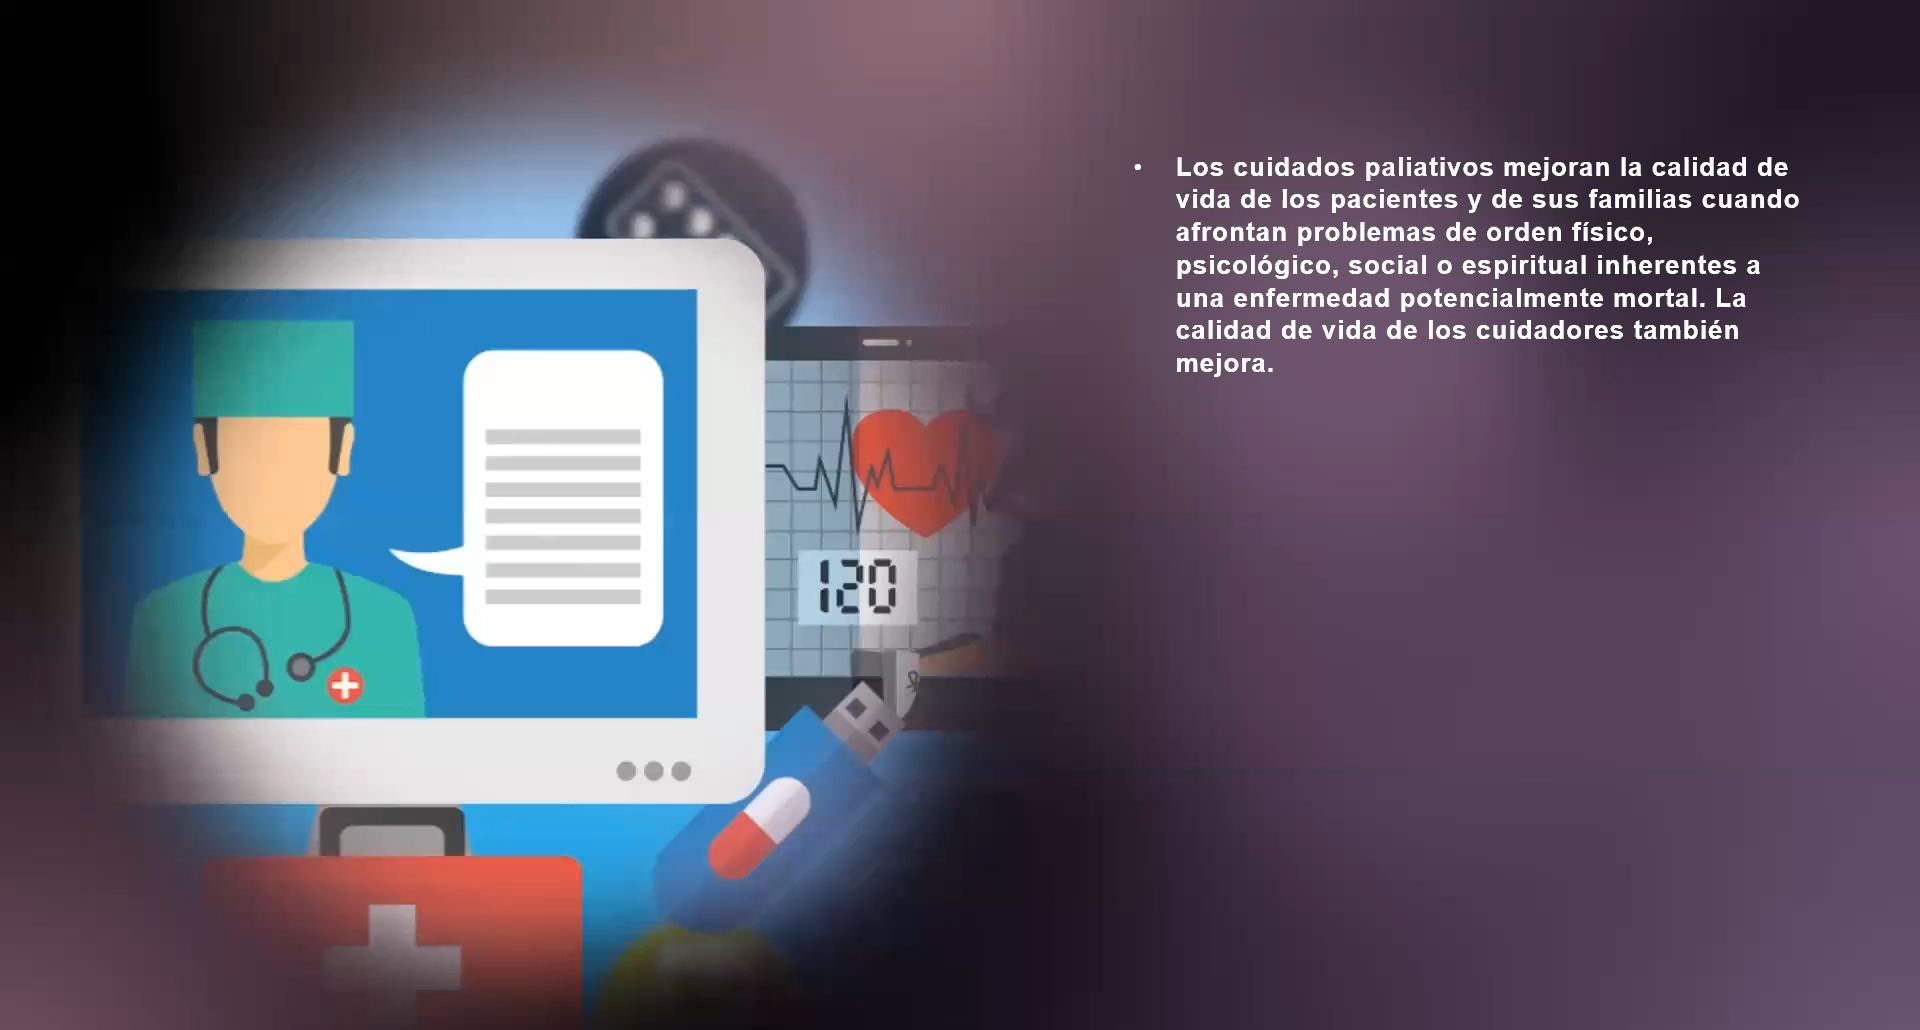 • Los cuidados paliativos mejoran la calidad de
vida de los pacientes y de sus familias cuando
afrontan problemas de orden físico,
psicológico, social o espiritual inherentes a
una enfermedad potencialmente mortal. La
calidad de vida de los cuidadores también
mejora.
120